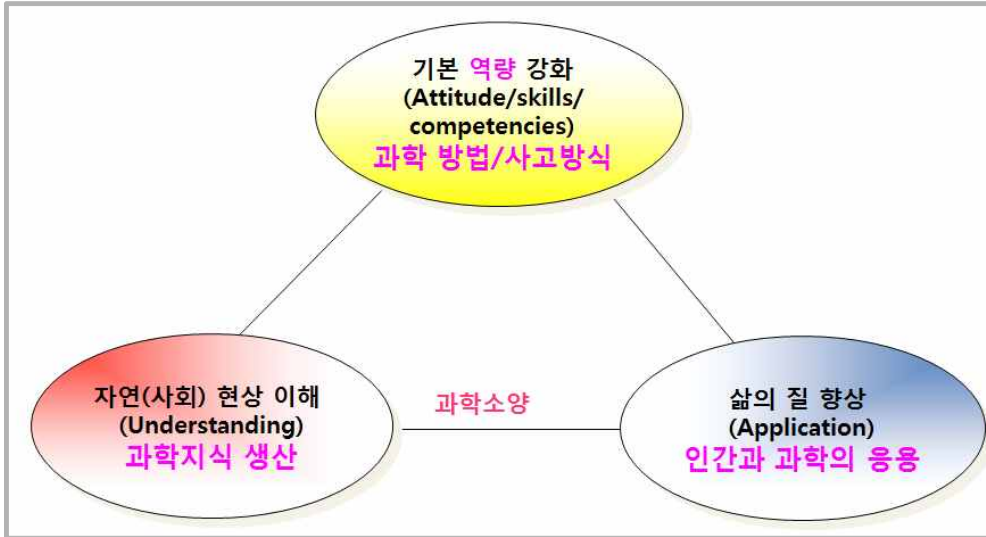 기본 역량 강화
(Attitude/skills/
competencies)
과학 방법/사고방식
자연(사회) 현상 이해
(Understanding)
과학지식 생산
과학소양
삶의 질 향상
(Application)
인간과 과학의 응용